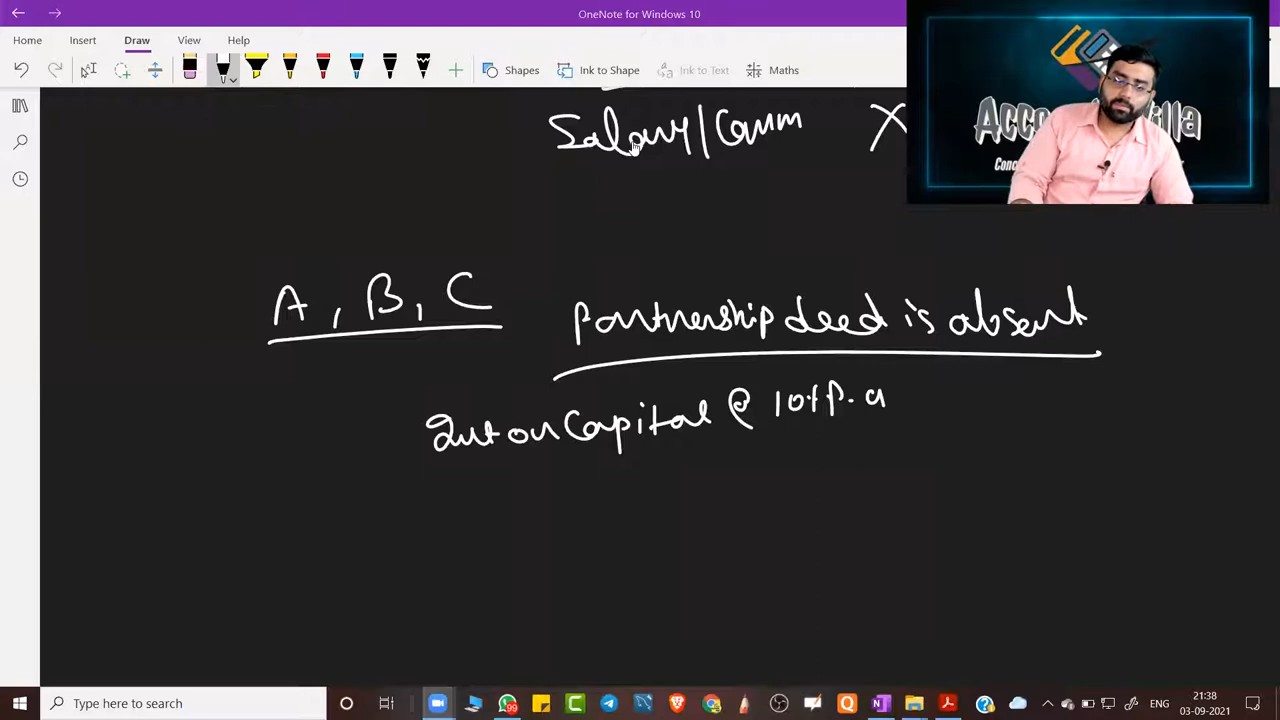 OneNote for Windows 10
Home Insert Draw View Help
Shapes Ink to Shape Ink to Text Maths
Salary/Comm X
A, B, C Partnership deed is absent
Int on Capital @ 10% p.a
Type here to search
ENG 21:38
03-09-2021